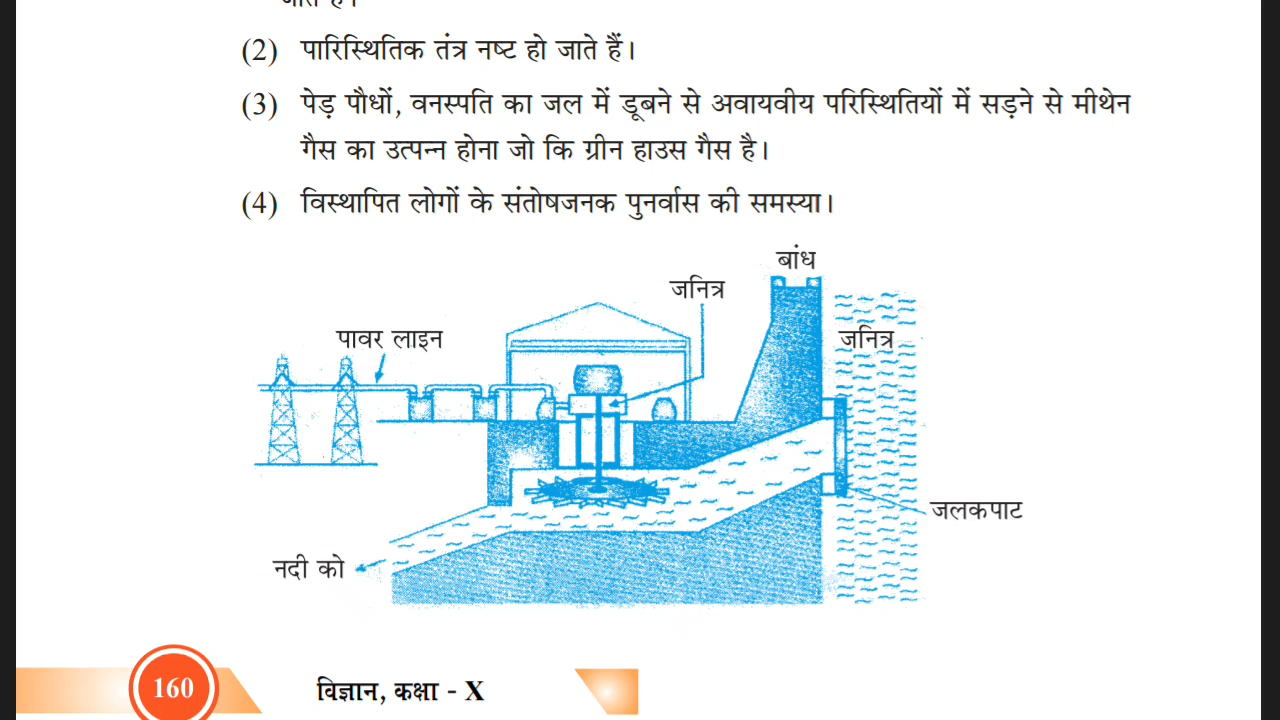 (2) पारिस्थितिक तंत्र नष्ट हो जाते हैं।
(3) पेड़ पौधों, वनस्पति का जल में डूबने से अवायवीय परिस्थितियों में सड़ने से मीथेन
गैस का उत्पन्न होना जो कि ग्रीन हाउस गैस है।
(4) विस्थापित लोगों के संतोषजनक पुनर्वास की समस्या।
बांध
जनित्र
पावर लाइन
जनित्र
जलकपाट
नदी को
160
विज्ञान, कक्षा - X